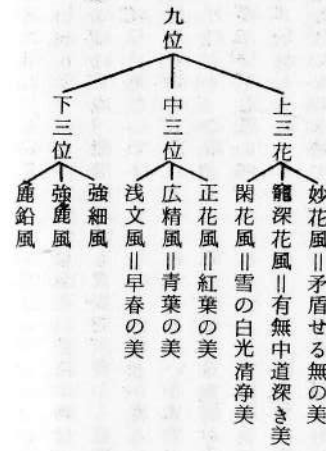 九位
上三花
妙花風＝矛盾せる無の美
寵深花風＝有無中道深き美
閑花風＝雪の白光清浄美
中三位
正花風＝紅葉の美
広精風＝青葉の美
浅文風＝早春の美
下三位
強細風
強麁風
麁鉛風